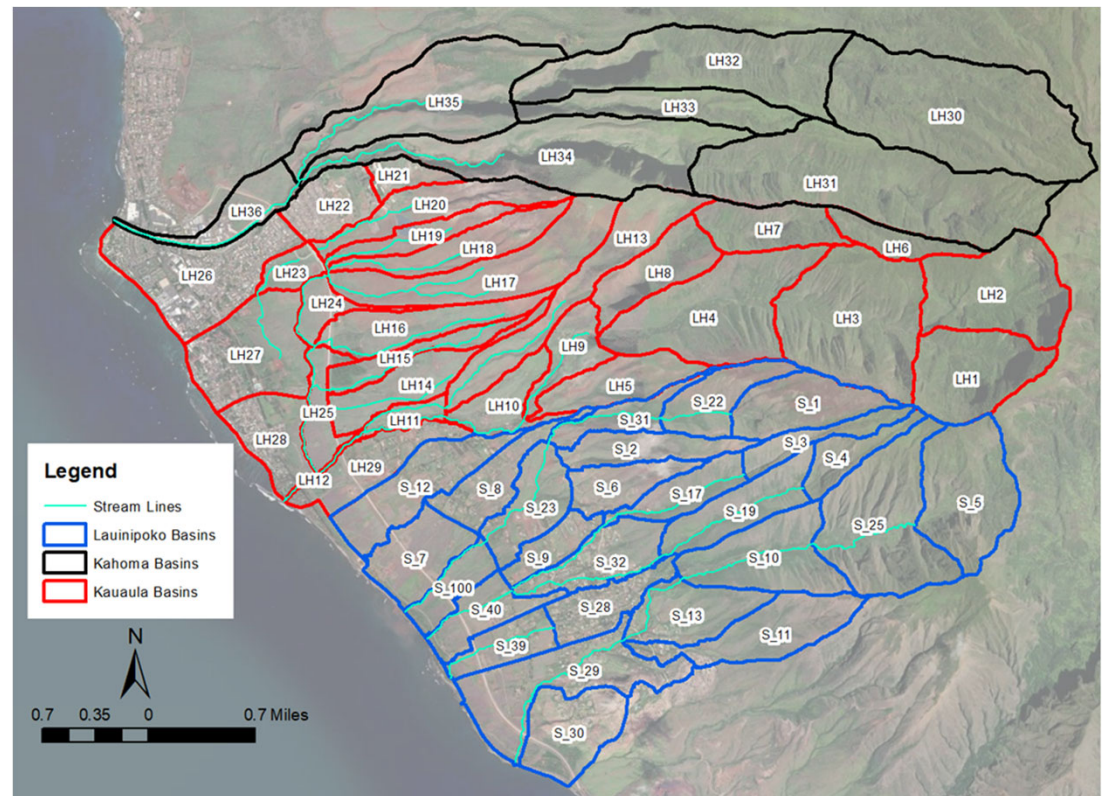 LH32
LH35
LH33
LH30
LH34
LH21
LH31
LH20
LH22
LH36
LH19
LH7
LH13
LH18
LH6
LH26
LH23
LH8
LH17
LH2
LH24
LH4
LH3
LH16
LH9
LH27
LH15
LH1
LH14
LH5
S_22
S_1
LH10
LH25
LH11
S_31
S_3
LH28
S_2
S_4
LH29
LH12
S_12
S_8
S_6
S_17
S_5
S_23
S_19
S_25
S_7
S_9
S_10
S_32
S_100
S_40
S_28
S_13
S_11
S_39
S_29
S_30
Legend
Stream Lines
Lauinipoko Basins
Kahoma Basins
Kauaula Basins
N
0.7 0.35 0 0.7 Miles